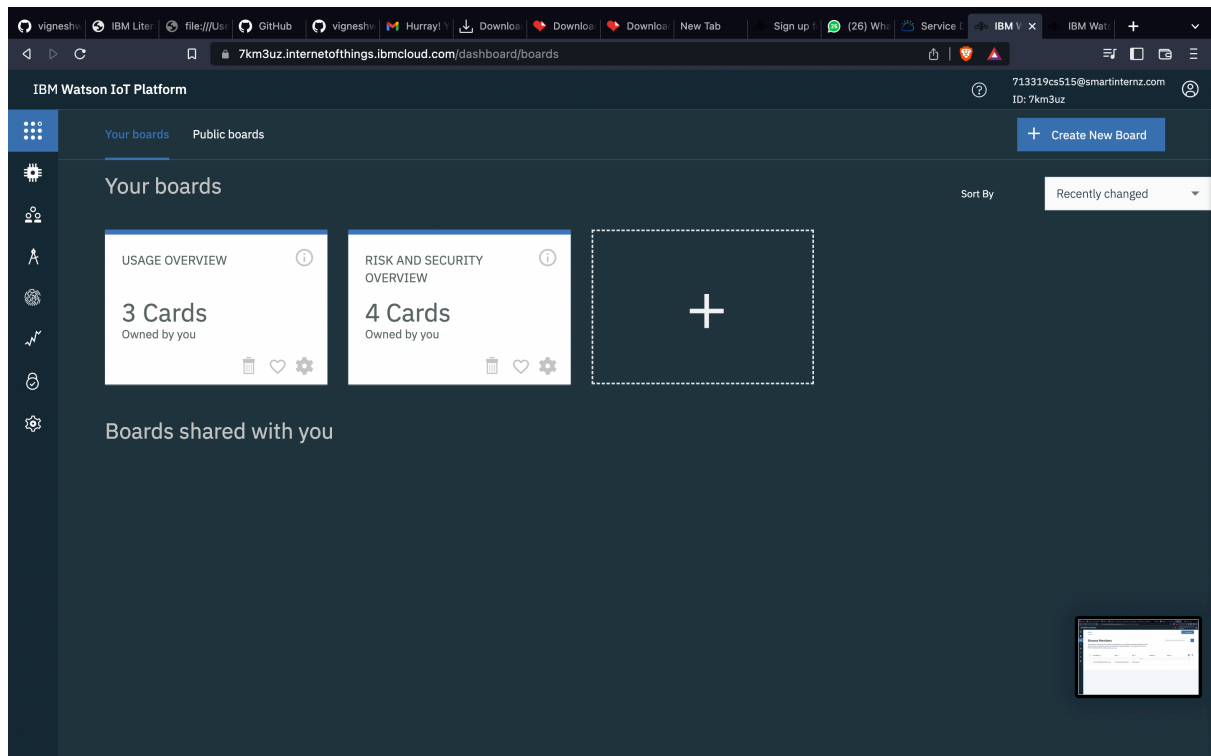 vignesh IBM Liter file:///Use GitHub vignesh Hurray! Y Downloa Downloa Downloa New Tab Sign up f (26) Wha Service D IBM W IBM Wats
7km3uz.internetofthings.ibmcloud.com/dashboard/boards
IBM Watson IoT Platform
713319cs515@smartinternz.com
ID: 7km3uz
Your boards Public boards
Create New Board
Your boards
Sort By Recently changed
USAGE OVERVIEW
3 Cards
Owned by you
RISK AND SECURITY
OVERVIEW
4 Cards
Owned by you
Boards shared with you